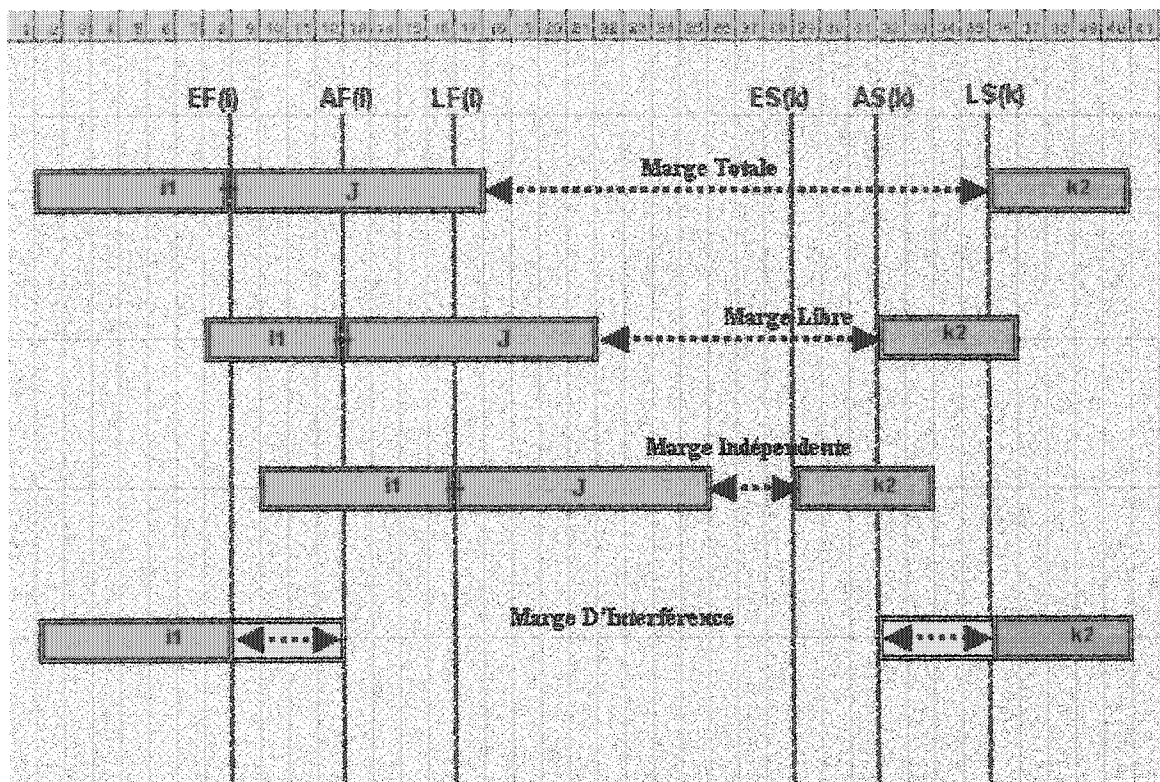 EF(i) AF(i) LF(i) ES(k) AS(k) LS(k)
Marge Totale
i1 J k2
Marge Libre
i1 J k2
Marge Indépendente
i1 J k2
Marge D'Interférence
i1 k2